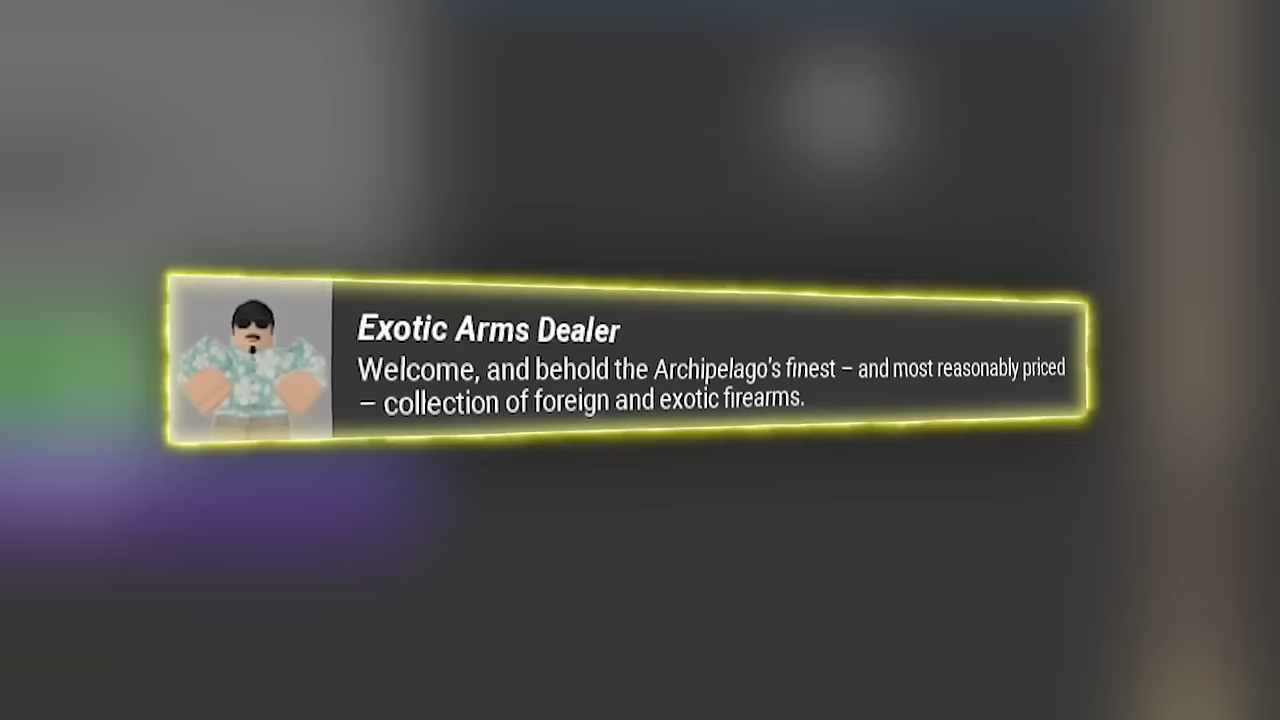 Exotic Arms Dealer
Welcome, and behold the Archipelago's finest – and most reasonably priced
– collection of foreign and exotic firearms.